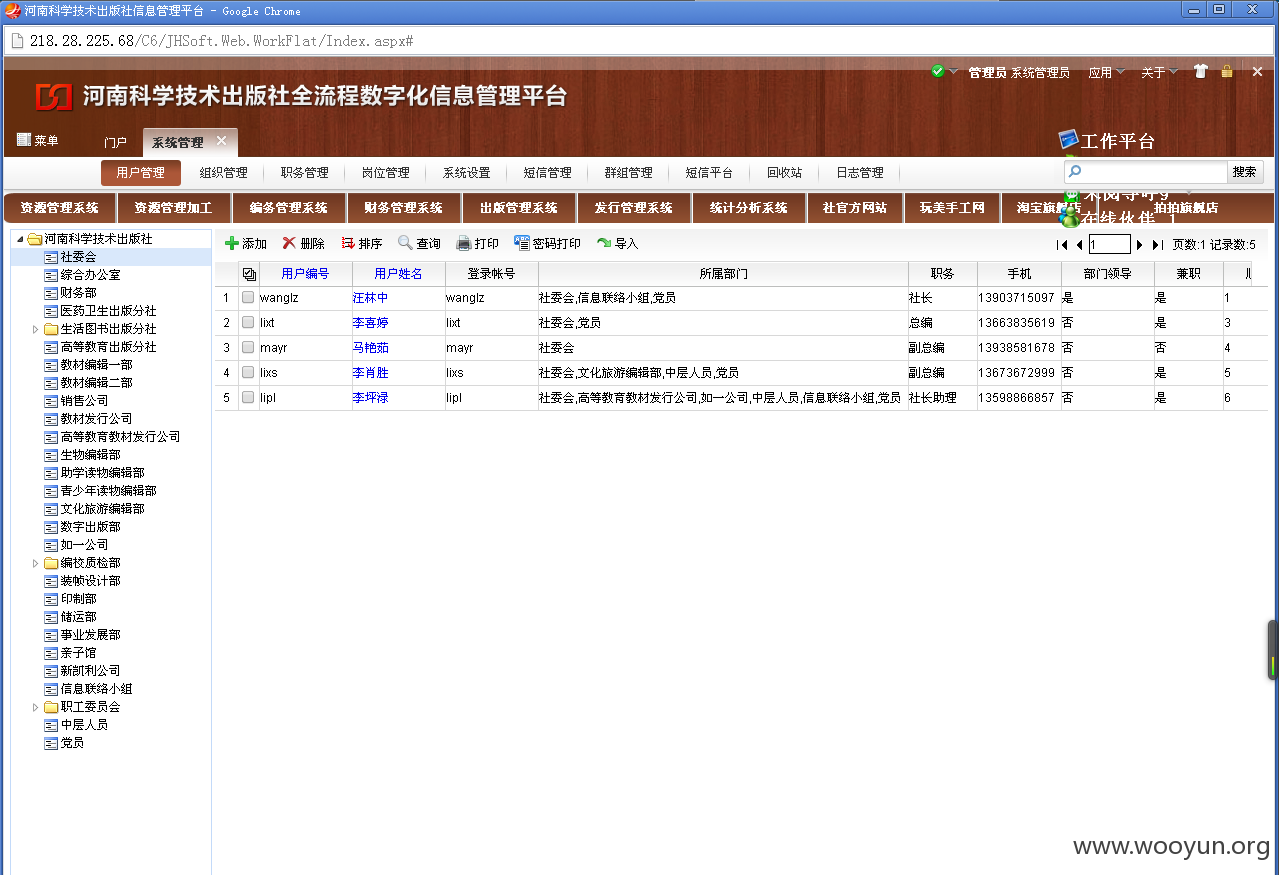 河南科学技术出版社信息管理平台 - Google Chrome
218.28.225.68/C6/JHSoft.Web.WorkFlat/Index.aspx#
管理员 系统管理员 应用 关于
河南科学技术出版社全流程数字化信息管理平台
菜单 门户 系统管理 工作平台
用户管理 组织管理 职务管理 岗位管理 系统设置 短信管理 群组管理 短信平台 回收站 日志管理 搜索
资源管理系统 资源管理加工 编务管理系统 财务管理系统 出版管理系统 发行管理系统 统计分析系统 社官方网站 玩美手工网 淘宝旗舰店 拍拍旗舰店
在线伙伴 1
河南科学技术出版社
社委会
综合办公室
财务部
医药卫生出版分社
生活图书出版分社
高等教育出版分社
教材编辑一部
教材编辑二部
销售公司
教材发行公司
高等教育教材发行公司
生物编辑部
助学读物编辑部
青少年读物编辑部
文化旅游编辑部
数字出版部
如一公司
编校质检部
装帧设计部
印制部
储运部
事业发展部
亲子馆
新凯利公司
信息联络小组
职工委员会
中层人员
党员
添加 删除 排序 查询 打印 密码打印 导入 1 页数:1 记录数:5
用户编号 用户姓名 登录帐号 所属部门 职务 手机 部门领导 兼职
1 wanglz 汪林中 wanglz 社委会,信息联络小组,党员 社长 13903715097 是 是 1
2 lixt 李喜婷 lixt 社委会,党员 总编 13663835619 否 是 3
3 mayr 马艳茹 mayr 社委会 副总编 13938581678 否 否 4
4 lixs 李肖胜 lixs 社委会,文化旅游编辑部,中层人员,党员 副总编 13673672999 否 是 5
5 lipl 李坪禄 lipl 社委会,高等教育教材发行公司,如一公司,中层人员,信息联络小组,党员 社长助理 13598866857 否 是 6
www.wooyun.org